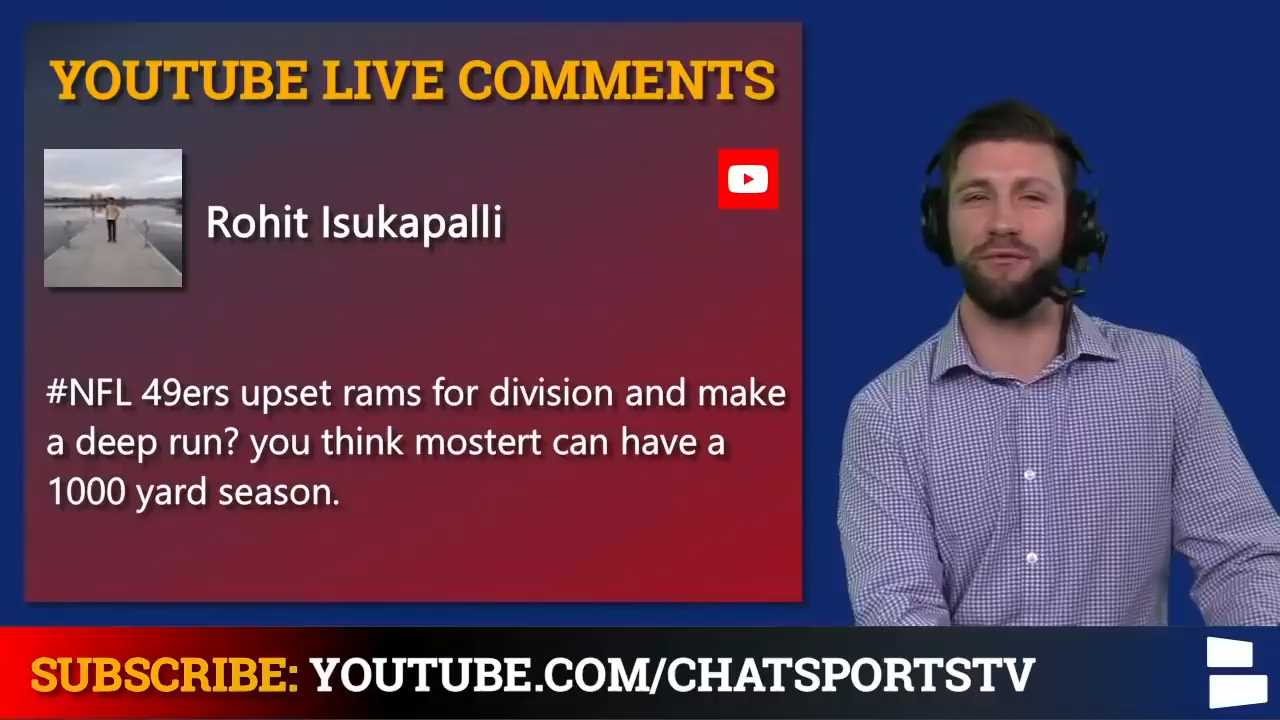 YOUTUBE LIVE COMMENTS
Rohit Isukapalli
#NFL 49ers upset rams for division and make
a deep run? you think mostert can have a
1000 yard season.
SUBSCRIBE: YOUTUBE.COM/CHATSPORTSTV